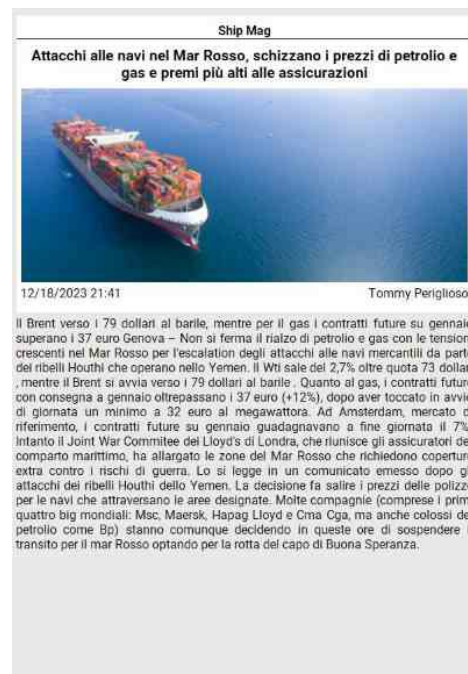 Ship Mag
Attacchi alle navi nel Mar Rosso, schizzano i prezzi di petrolio e
gas e premi più alti alle assicurazioni
12/18/2023 21:41 Tommy Periglioso
Il Brent verso i 79 dollari al barile, mentre per il gas i contratti future su gennaio
superano i 37 euro Genova – Non si ferma il rialzo di petrolio e gas con le tension
crescenti nel Mar Rosso per l'escalation degli attacchi alle navi mercantili da part
dei ribelli Houthi che operano nello Yemen. Il Wti sale del 2,7% oltre quota 73 dollar
, mentre il Brent si avvia verso i 79 dollari al barile . Quanto al gas, i contratti futur
con consegna a gennaio oltrepassano i 37 euro (+12%), dopo aver toccato in avvio
di giornata un minimo a 32 euro al megawattora. Ad Amsterdam, mercato d
riferimento, i contratti future su gennaio guadagnavano a fine giornata il 7%
Intanto il Joint War Commitee dei Lloyd's di Londra, che riunisce gli assicuratori de
comparto marittimo, ha allargato le zone del Mar Rosso che richiedono copertur
extra contro i rischi di guerra. Lo si legge in un comunicato emesso dopo gl
attacchi dei ribelli Houthi dello Yemen. La decisione fa salire i prezzi delle polizz
per le navi che attraversano le aree designate. Molte compagnie (comprese i prim
quattro big mondiali: Msc, Maersk, Hapag Lloyd e Cma Cga, ma anche colossi de
petrolio come Bp) stanno comunque decidendo in queste ore di sospendere i
transito per il mar Rosso optando per la rotta del capo di Buona Speranza.